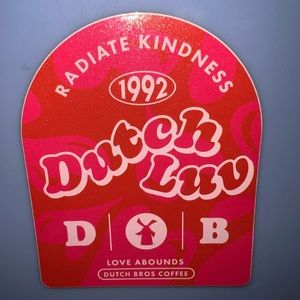 RADIATE KINDNESS
1992
Dutch
Luv
D B
LOVE ABOUNDS
DUTCH BROS COFFEE